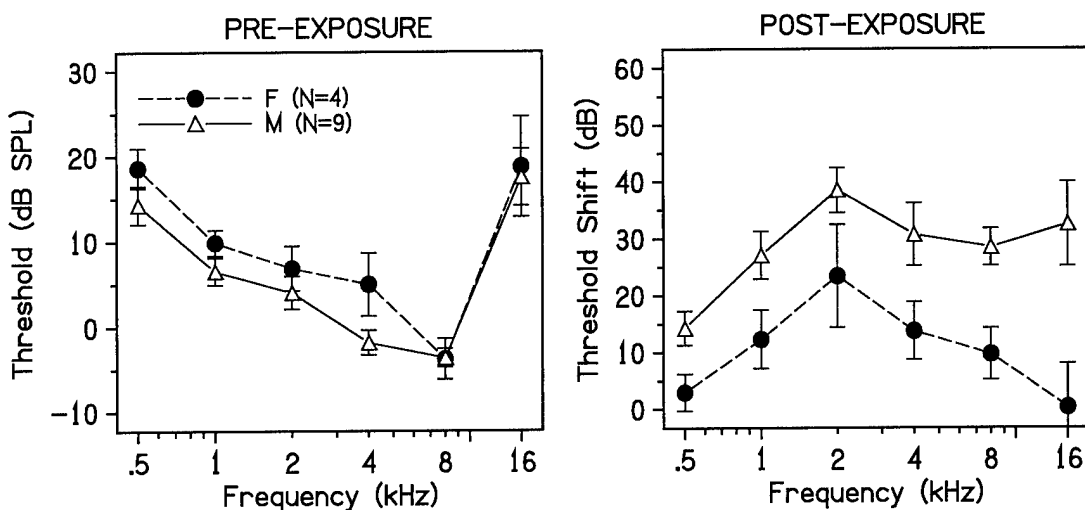 PRE-EXPOSURE
Threshold (dB SPL)
30
20
10
0
-10
F (N=4)
M (N=9)
.5 1 2 4 8 16
Frequency (kHz)
POST-EXPOSURE
Threshold Shift (dB)
60
50
40
30
20
10
0
.5 1 2 4 8 16
Frequency (kHz)